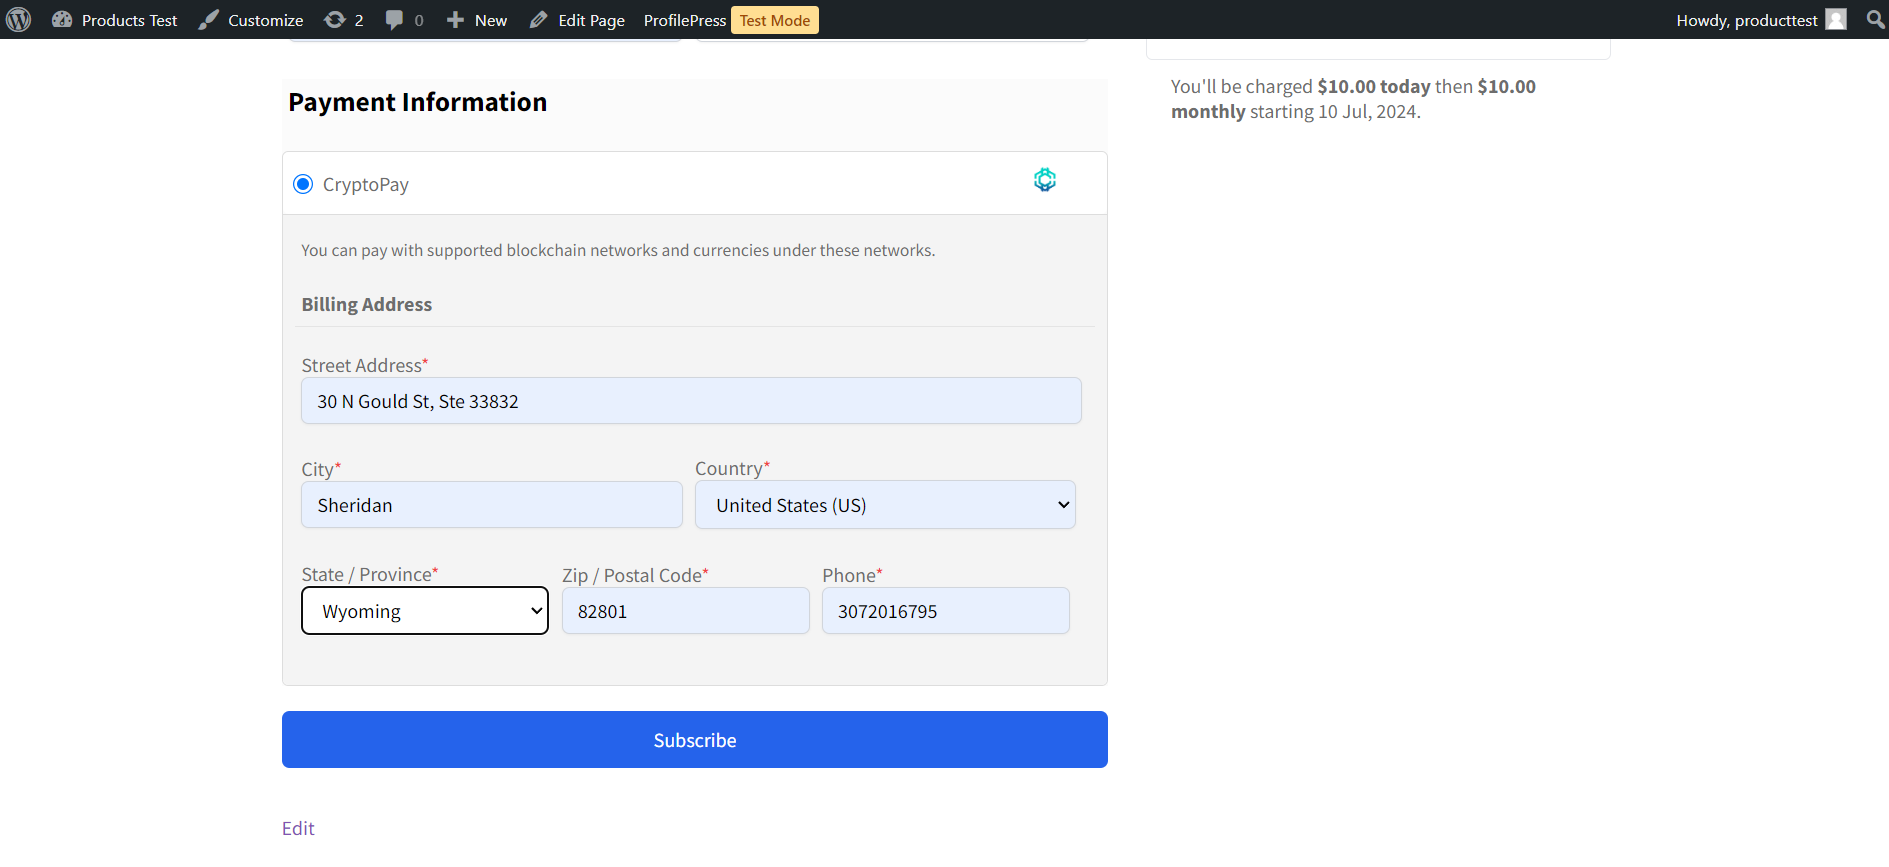 Products Test Customize 2 0 New Edit Page ProfilePress Test Mode Howdy, producttest
Payment Information
CryptoPay
You can pay with supported blockchain networks and currencies under these networks.
Billing Address
Street Address*
30 N Gould St, Ste 33832
City* Country*
Sheridan United States (US)
State / Province* Zip / Postal Code* Phone*
Wyoming 82801 3072016795
Subscribe
Edit
You'll be charged $10.00 today then $10.00
monthly starting 10 Jul, 2024.